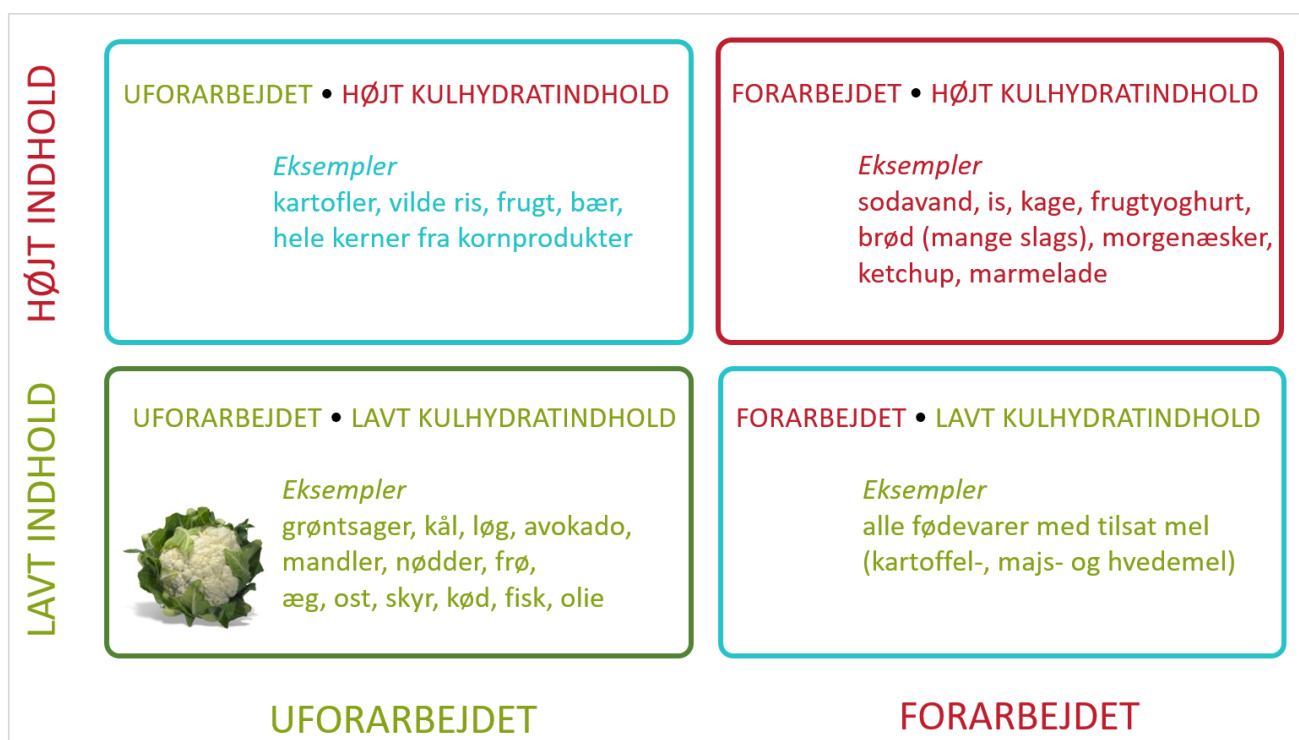 HØJT INDHOLD
UFORARBEJDET • HØJT KULHYDRATINDHOLD
Eksempler
kartofler, vilde ris, frugt, bær,
hele kerner fra kornprodukter
FORARBEJDET • HØJT KULHYDRATINDHOLD
Eksempler
sodavand, is, kage, frugtyoghurt,
brød (mange slags), morgenæsker,
ketchup, marmelade
LAVT INDHOLD
UFORARBEJDET • LAVT KULHYDRATINDHOLD
Eksempler
grøntsager, kål, løg, avokado,
mandler, nødder, frø,
æg, ost, skyr, kød, fisk, olie
FORARBEJDET • LAVT KULHYDRATINDHOLD
Eksempler
alle fødevarer med tilsat mel
(kartoffel-, majs- og hvedemel)
UFORARBEJDET
FORARBEJDET